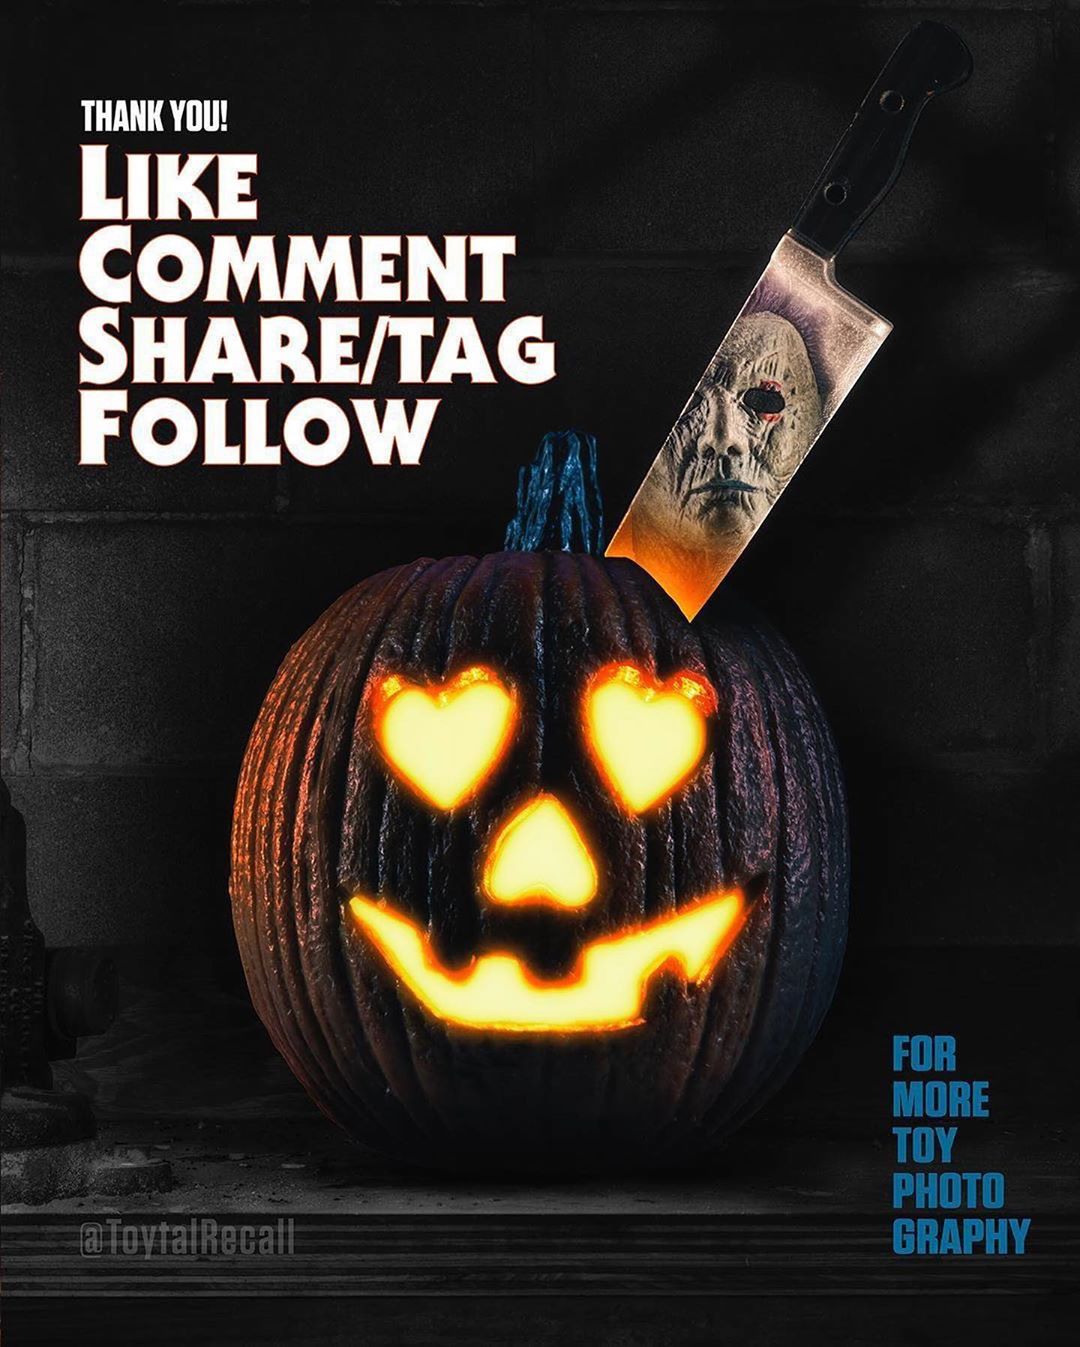 THANK YOU!
LIKE
COMMENT
SHARE/TAG
FOLLOW
FOR
MORE
TOY
PHOTO
GRAPHY
@ToytalRecall